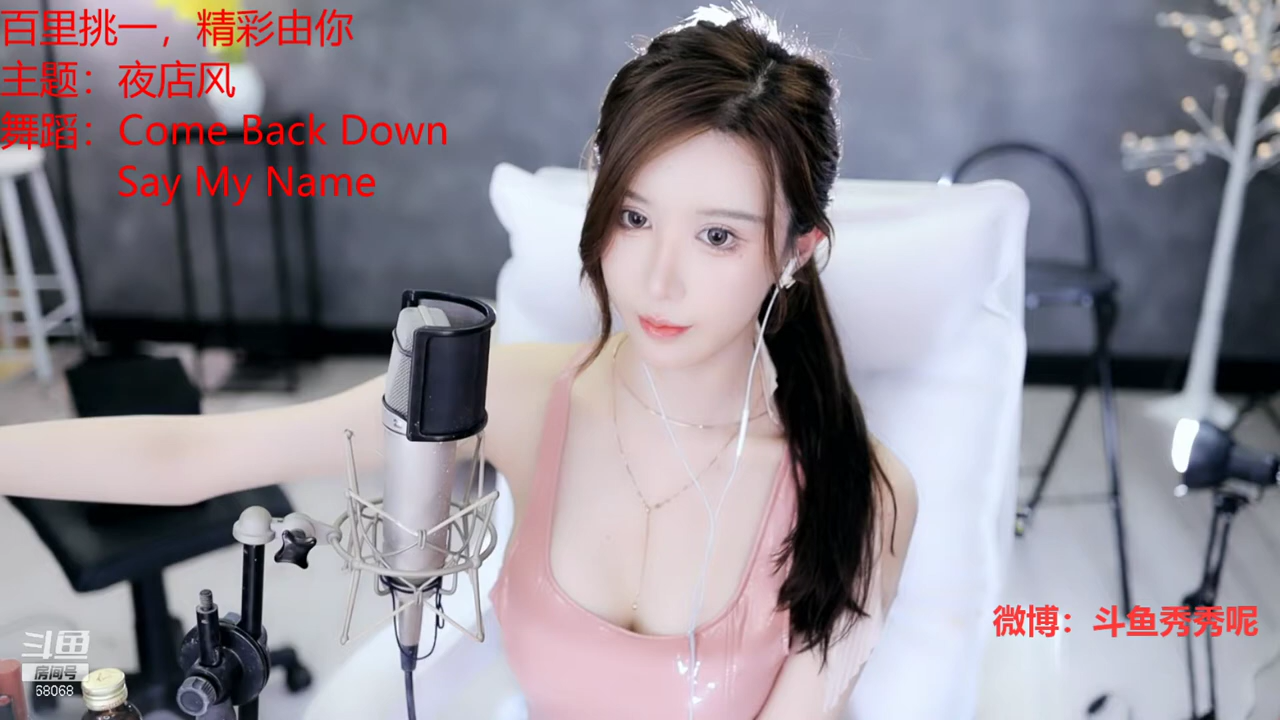 百里挑一，精彩由你
主题：夜店风
舞蹈：Come Back Down
Say My Name
微博：斗鱼秀秀呢
斗鱼
房间号
68068